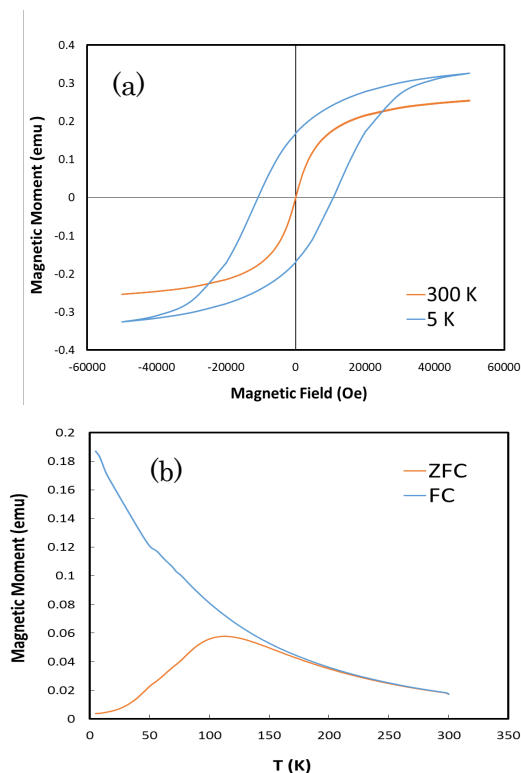 0.4
0.3
0.2
0.1
0
-0.1
-0.2
-0.3
-0.4
Magnetic Moment (emu )
(a)
300 K
5 K
-60000 -40000 -20000 0 20000 40000 60000
Magnetic Field (Oe)
0.2
0.18
0.16
0.14
0.12
0.1
0.08
0.06
0.04
0.02
0
Magnetic Moment (emu)
(b)
ZFC
FC
0 50 100 150 200 250 300 350
T (K)